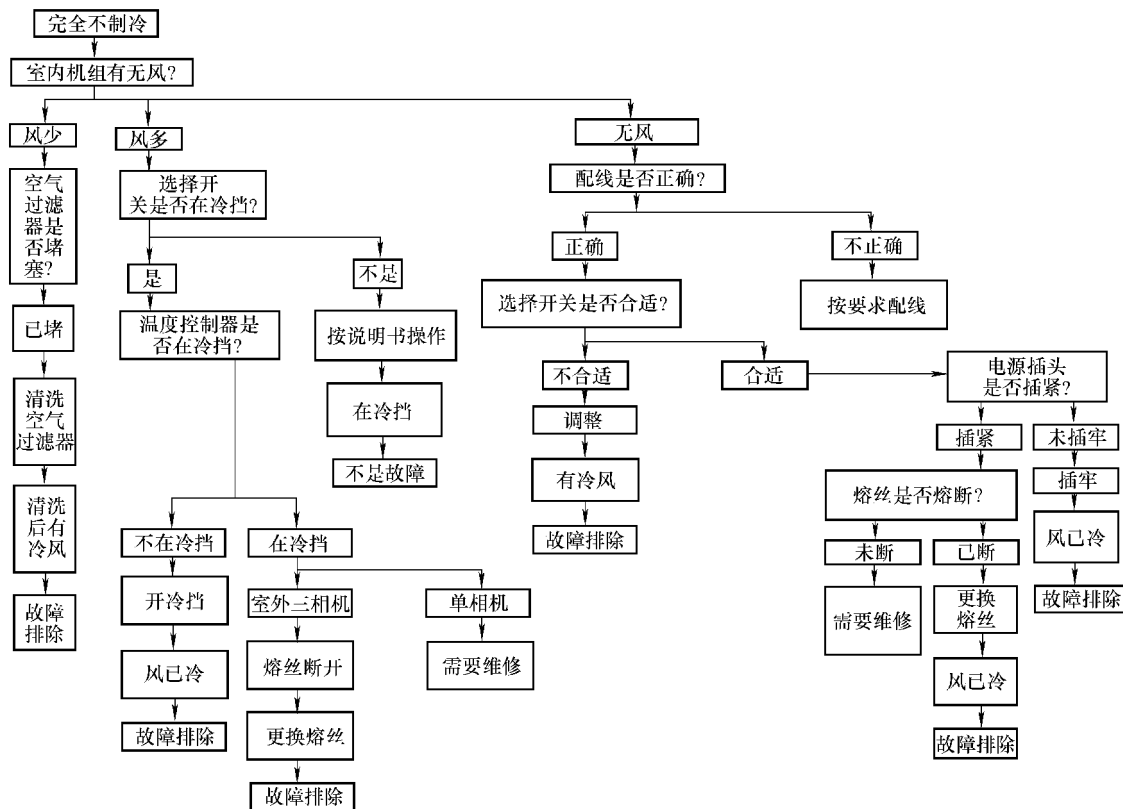 完全不制冷
室内机组有无风?
风少
风多
无风
空气
过滤
器是
否堵
塞?
选择开
关是否在冷挡?
配线是否正确?
是
不是
正确
不正确
已堵
温度控制器是
否在冷挡?
按说明书操作
选择开关是否合适?
按要求配线
清洗
空气
过滤器
在冷挡
不合适
合适
电源插头
是否插紧?
不是故障
调整
插紧
未插牢
清洗
后有
冷风
有冷风
熔丝是否熔断?
插牢
不在冷挡
在冷挡
故障排除
未断
已断
风已冷
故障
排除
开冷挡
室外三相机
单相机
需要维修
更换
熔丝
故障排除
风已冷
熔丝断开
需要维修
风已冷
故障排除
更换熔丝
故障排除
故障排除